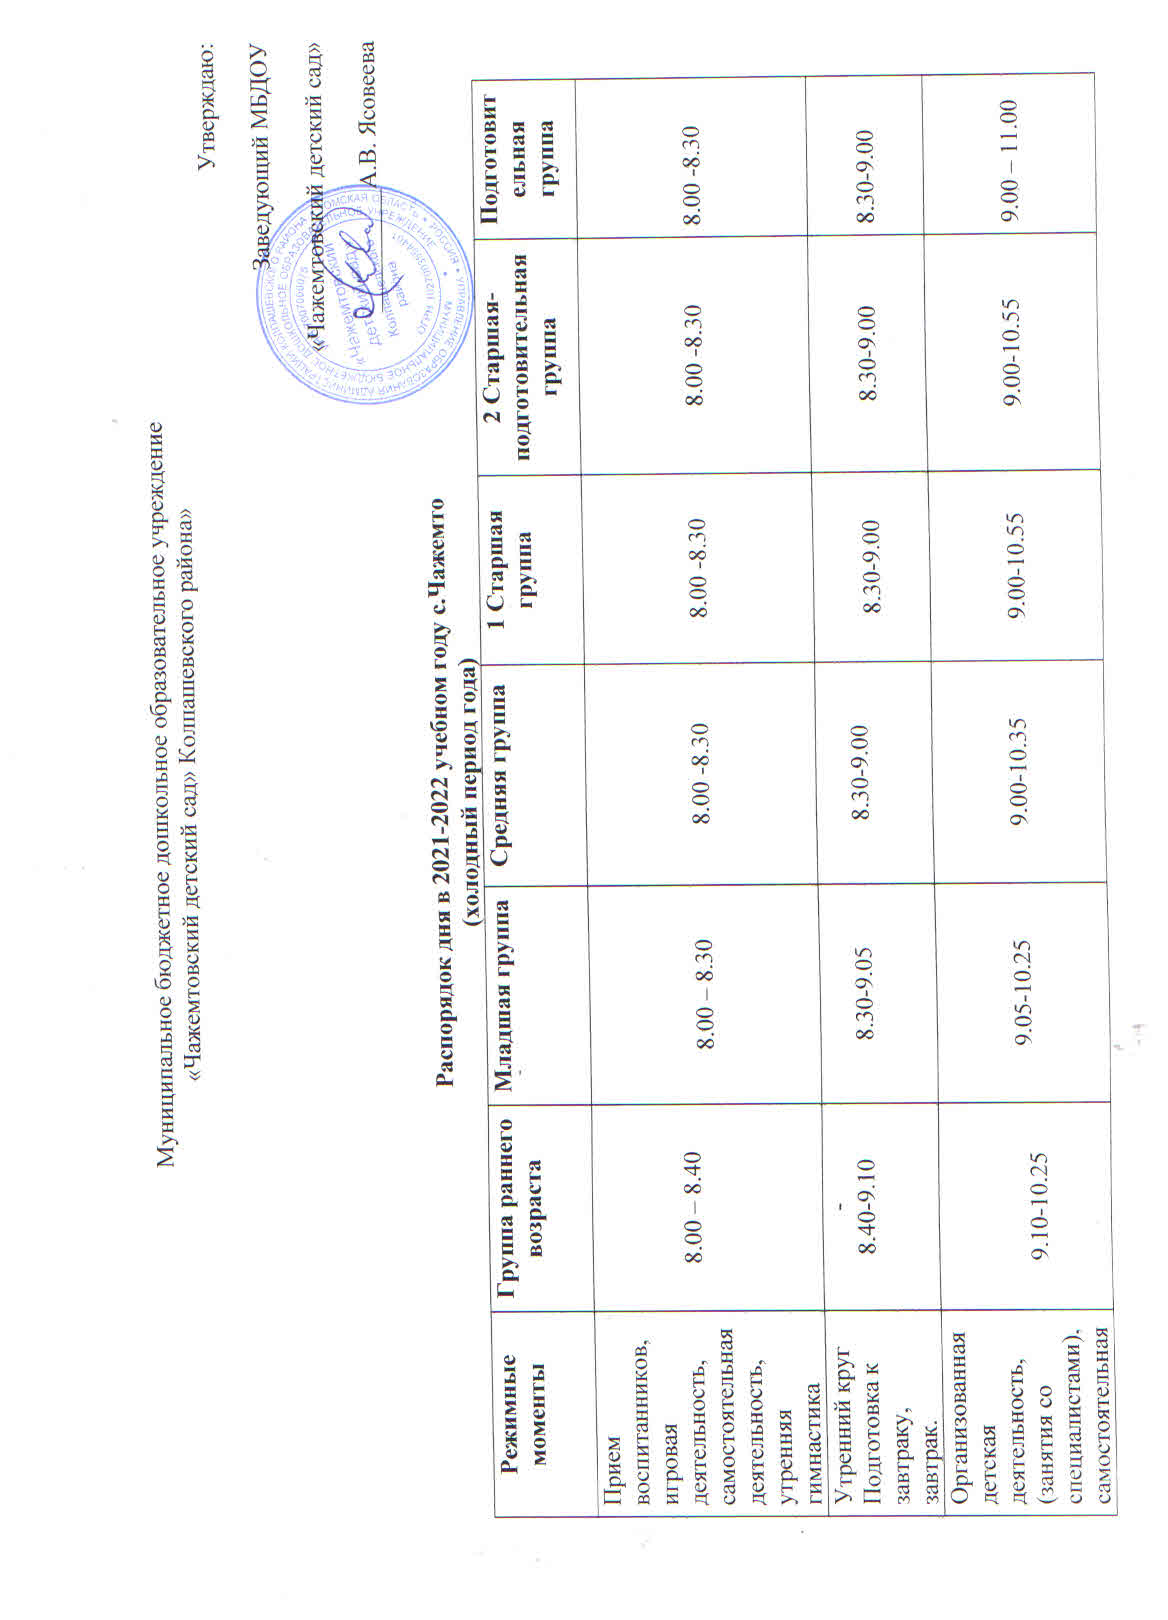 Муниципальное бюджетное дошкольное образовательное учреждение
«Чажемтовский детский сад» Колпашевского района»
Утверждаю:
Заведующий МБДОУ
«Чажемтовский детский сад»
А.В. Ясовеева
«Чажемтовский
детский сад»
Колпашевского
района
Распорядок дня в 2021-2022 учебном году с.Чажемто
(холодный период года)
Режимные
моменты
Группа раннего
возраста
Младшая группа
Средняя группа
1 Старшая
группа
2 Старшая-
подготовительная
группа
Подготовит
ельная
группа
Прием
воспитанников,
игровая
деятельность,
самостоятельная
деятельность,
утренняя
гимнастика
8.00 – 8.40
8.00 – 8.30
8.00 -8.30
8.00 -8.30
8.00 -8.30
8.00 -8.30
Утренний круг
Подготовка к
завтраку,
завтрак.
8.40-9.10
8.30-9.05
8.30-9.00
8.30-9.00
8.30-9.00
8.30-9.00
Организованная
детская
деятельность,
(занятия со
специалистами),
самостоятельная
9.10-10.25
9.05-10.25
9.00-10.35
9.00-10.55
9.00-10.55
9.00 – 11.00